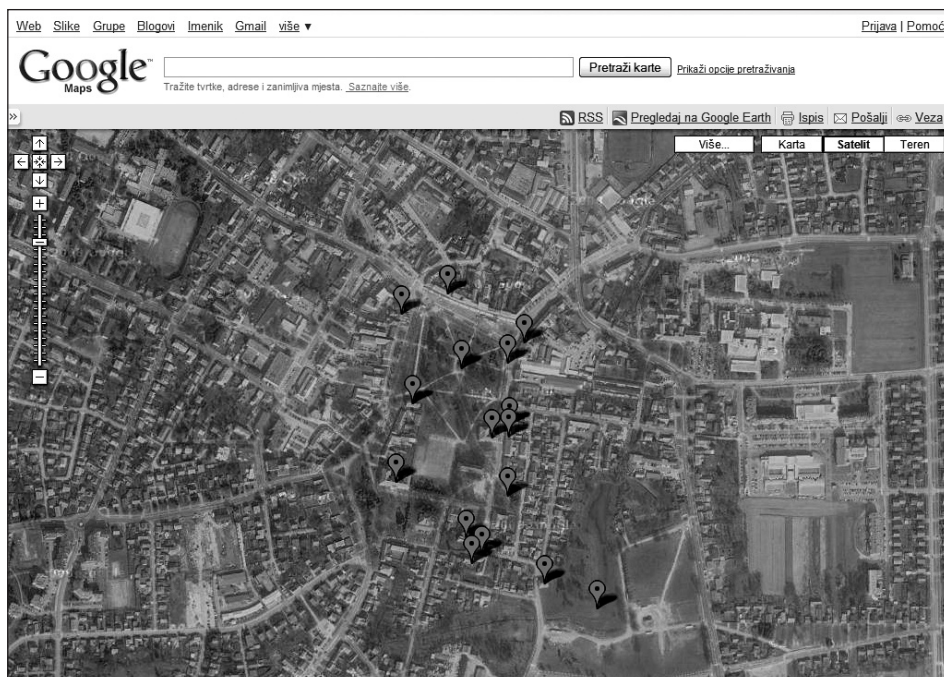 Web Slike Grupe Blogovi Imenik Gmail više ▼ Prijava | Pomoć
Google™ Maps
Pretraži karte Prikaži opcije pretraživanja
Tražite tvrtke, adrese i zanimljiva mjesta. Saznajte više.
» RSS Pregledaj na Google Earth Ispis Pošalji Veza
Više... Karta Satelit Teren